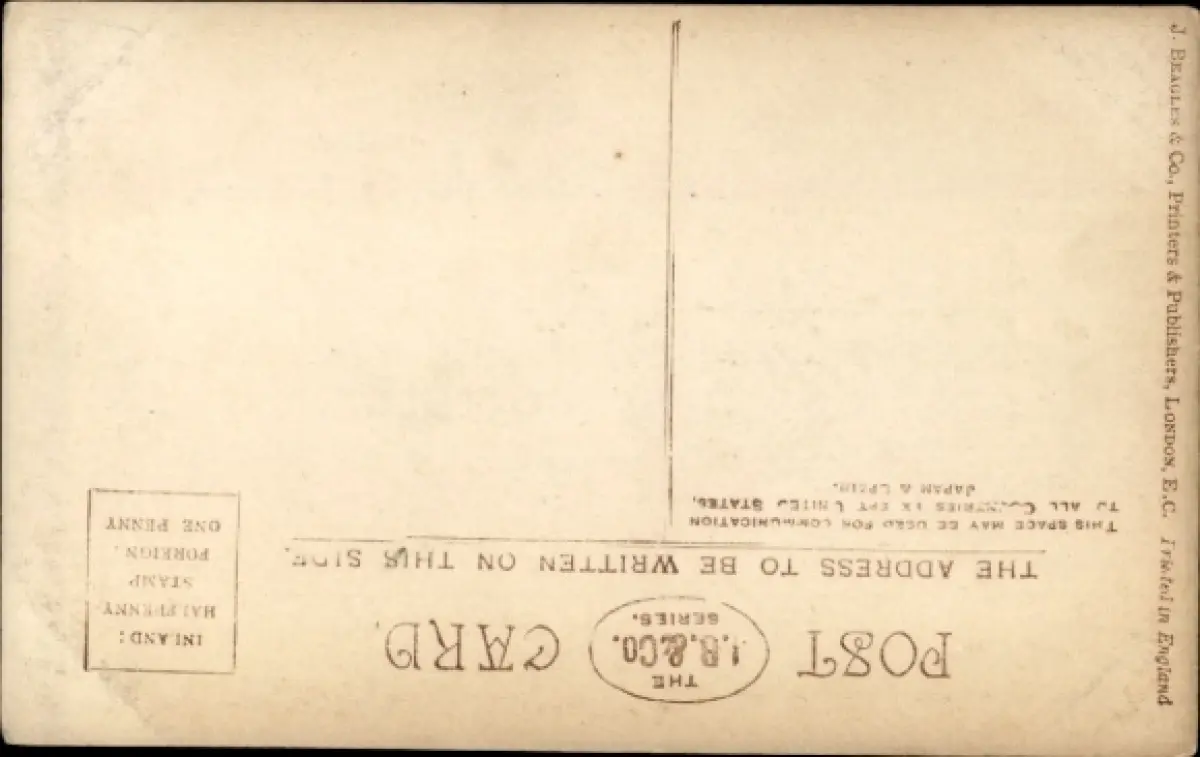 POST CARD.
THE
J.B.&CO.
SERIES.
THE ADDRESS TO BE WRITTEN ON THIS SIDE.
THIS SPACE MAY BE USED FOR COMMUNICATION
TO ALL COUNTRIES EXCEPT UNITED STATES,
JAPAN & SPAIN.
INLAND:
HALFPENNY
STAMP
FOREIGN,
ONE PENNY
J. BEAGLES & Co., Printers & Publishers, LONDON, E.C. Printed in England